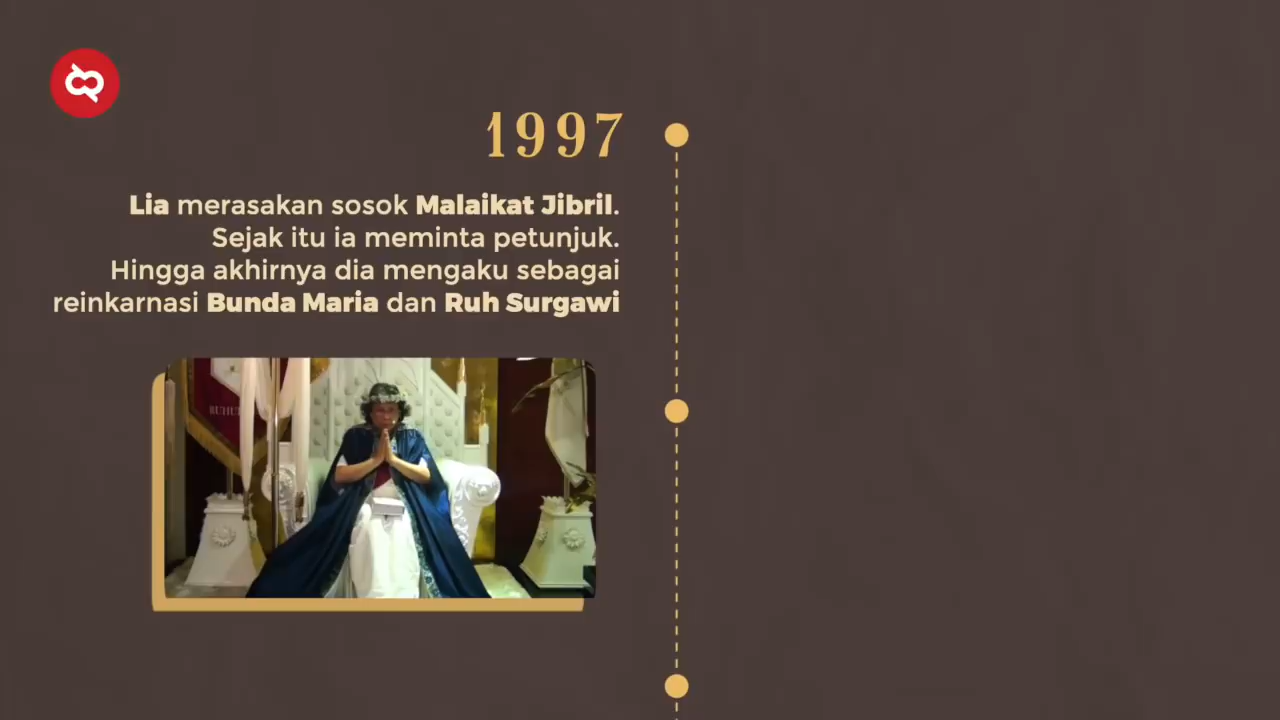 1997
Lia merasakan sosok Malaikat Jibril.
Sejak itu ia meminta petunjuk.
Hingga akhirnya dia mengaku sebagai
reinkarnasi Bunda Maria dan Ruh Surgawi